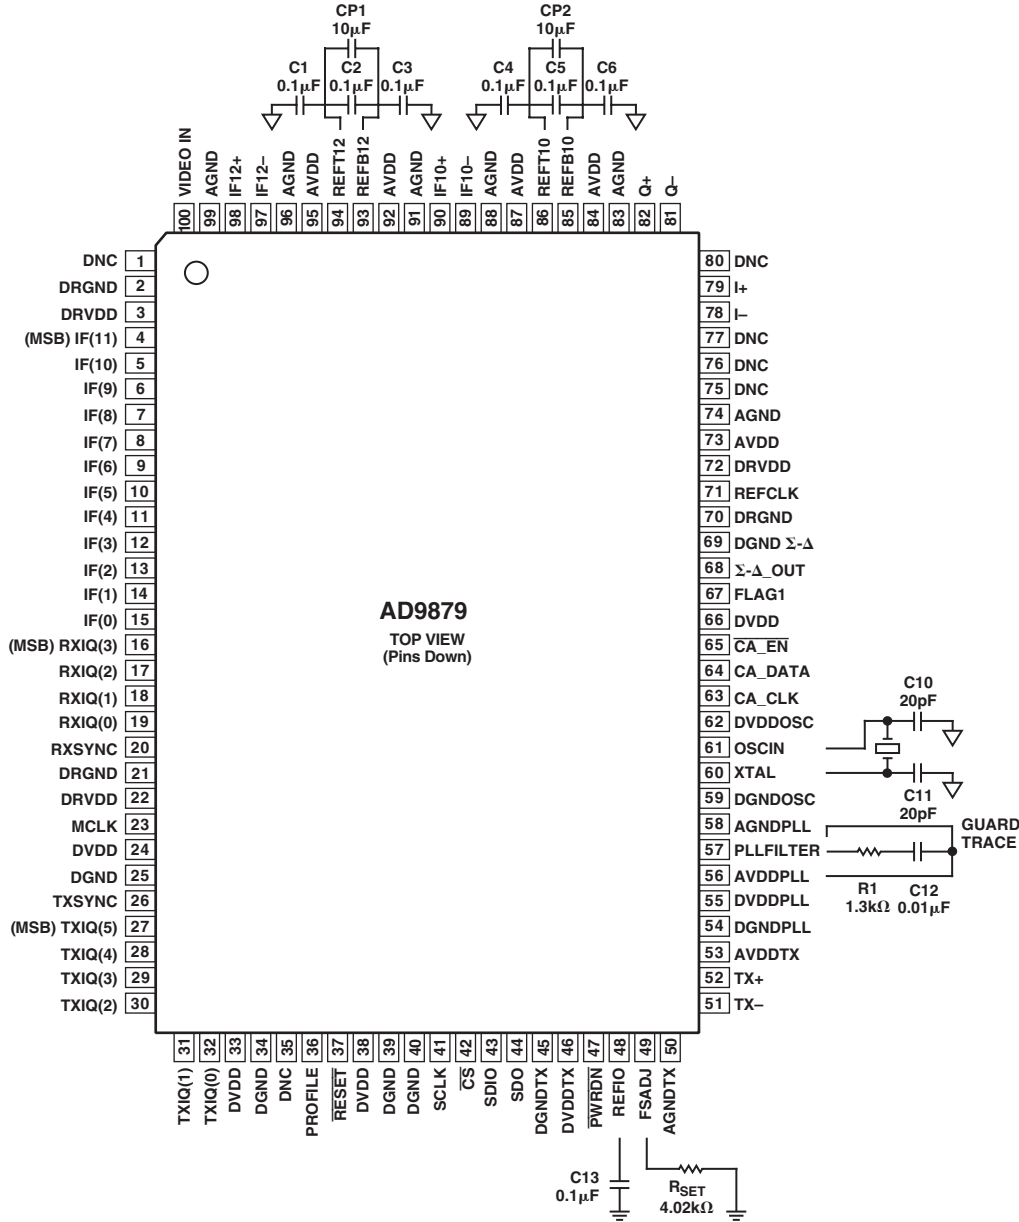 CP1
10µF
C1
0.1µF
C2
0.1µF
C3
0.1µF
CP2
10µF
C4
0.1µF
C5
0.1µF
C6
0.1µF
VIDEO IN
AGND
IF12+
IF12–
AGND
AVDD
REFT12
REFB12
AVDD
AGND
IF10+
IF10–
AGND
AVDD
REFT10
REFB10
AVDD
AGND
Q+
Q–
100
99
98
97
96
95
94
93
92
91
90
89
88
87
86
85
84
83
82
81
DNC 1
DRGND 2
DRVDD 3
(MSB) IF(11) 4
IF(10) 5
IF(9) 6
IF(8) 7
IF(7) 8
IF(6) 9
IF(5) 10
IF(4) 11
IF(3) 12
IF(2) 13
IF(1) 14
IF(0) 15
(MSB) RXIQ(3) 16
RXIQ(2) 17
RXIQ(1) 18
RXIQ(0) 19
RXSYNC 20
DRGND 21
DRVDD 22
MCLK 23
DVDD 24
DGND 25
TXSYNC 26
(MSB) TXIQ(5) 27
TXIQ(4) 28
TXIQ(3) 29
TXIQ(2) 30
AD9879
TOP VIEW
(Pins Down)
80 DNC
79 I+
78 I–
77 DNC
76 DNC
75 DNC
74 AGND
73 AVDD
72 DRVDD
71 REFCLK
70 DRGND
69 DGND Σ-Δ
68 Σ-Δ_OUT
67 FLAG1
66 DVDD
65 CA_EN
64 CA_DATA
63 CA_CLK
62 DVDDOSC
61 OSCIN
60 XTAL
59 DGNDOSC
58 AGNDPLL
57 PLLFILTER
56 AVDDPLL
55 DVDDPLL
54 DGNDPLL
53 AVDDTX
52 TX+
51 TX–
C10
20pF
C11
20pF
GUARD
TRACE
R1
1.3kΩ
C12
0.01µF
31
32
33
34
35
36
37
38
39
40
41
42
43
44
45
46
47
48
49
50
TXIQ(1)
TXIQ(0)
DVDD
DGND
DNC
PROFILE
RESET
DVDD
DGND
DGND
SCLK
CS
SDIO
SDO
DGNDTX
DVDDTX
PWRDN
REFIO
FSADJ
AGNDTX
C13
0.1µF
RSET
4.02kΩ